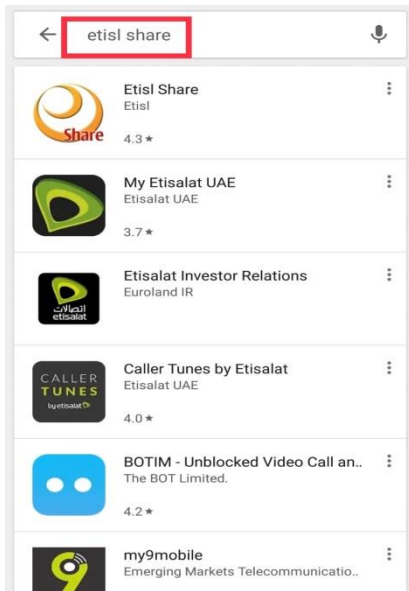 etisl share
Etisl Share
Etisl
Share
4.3 ★
My Etisalat UAE
Etisalat UAE
3.7 ★
Etisalat Investor Relations
Euroland IR
اتصالات
etisalat
Caller Tunes by Etisalat
CALLER
TUNES
by etisalat
Etisalat UAE
4.0 ★
BOTIM - Unblocked Video Call an..
The BOT Limited.
4.2 ★
my9mobile
9
Emerging Markets Telecommunicatio..